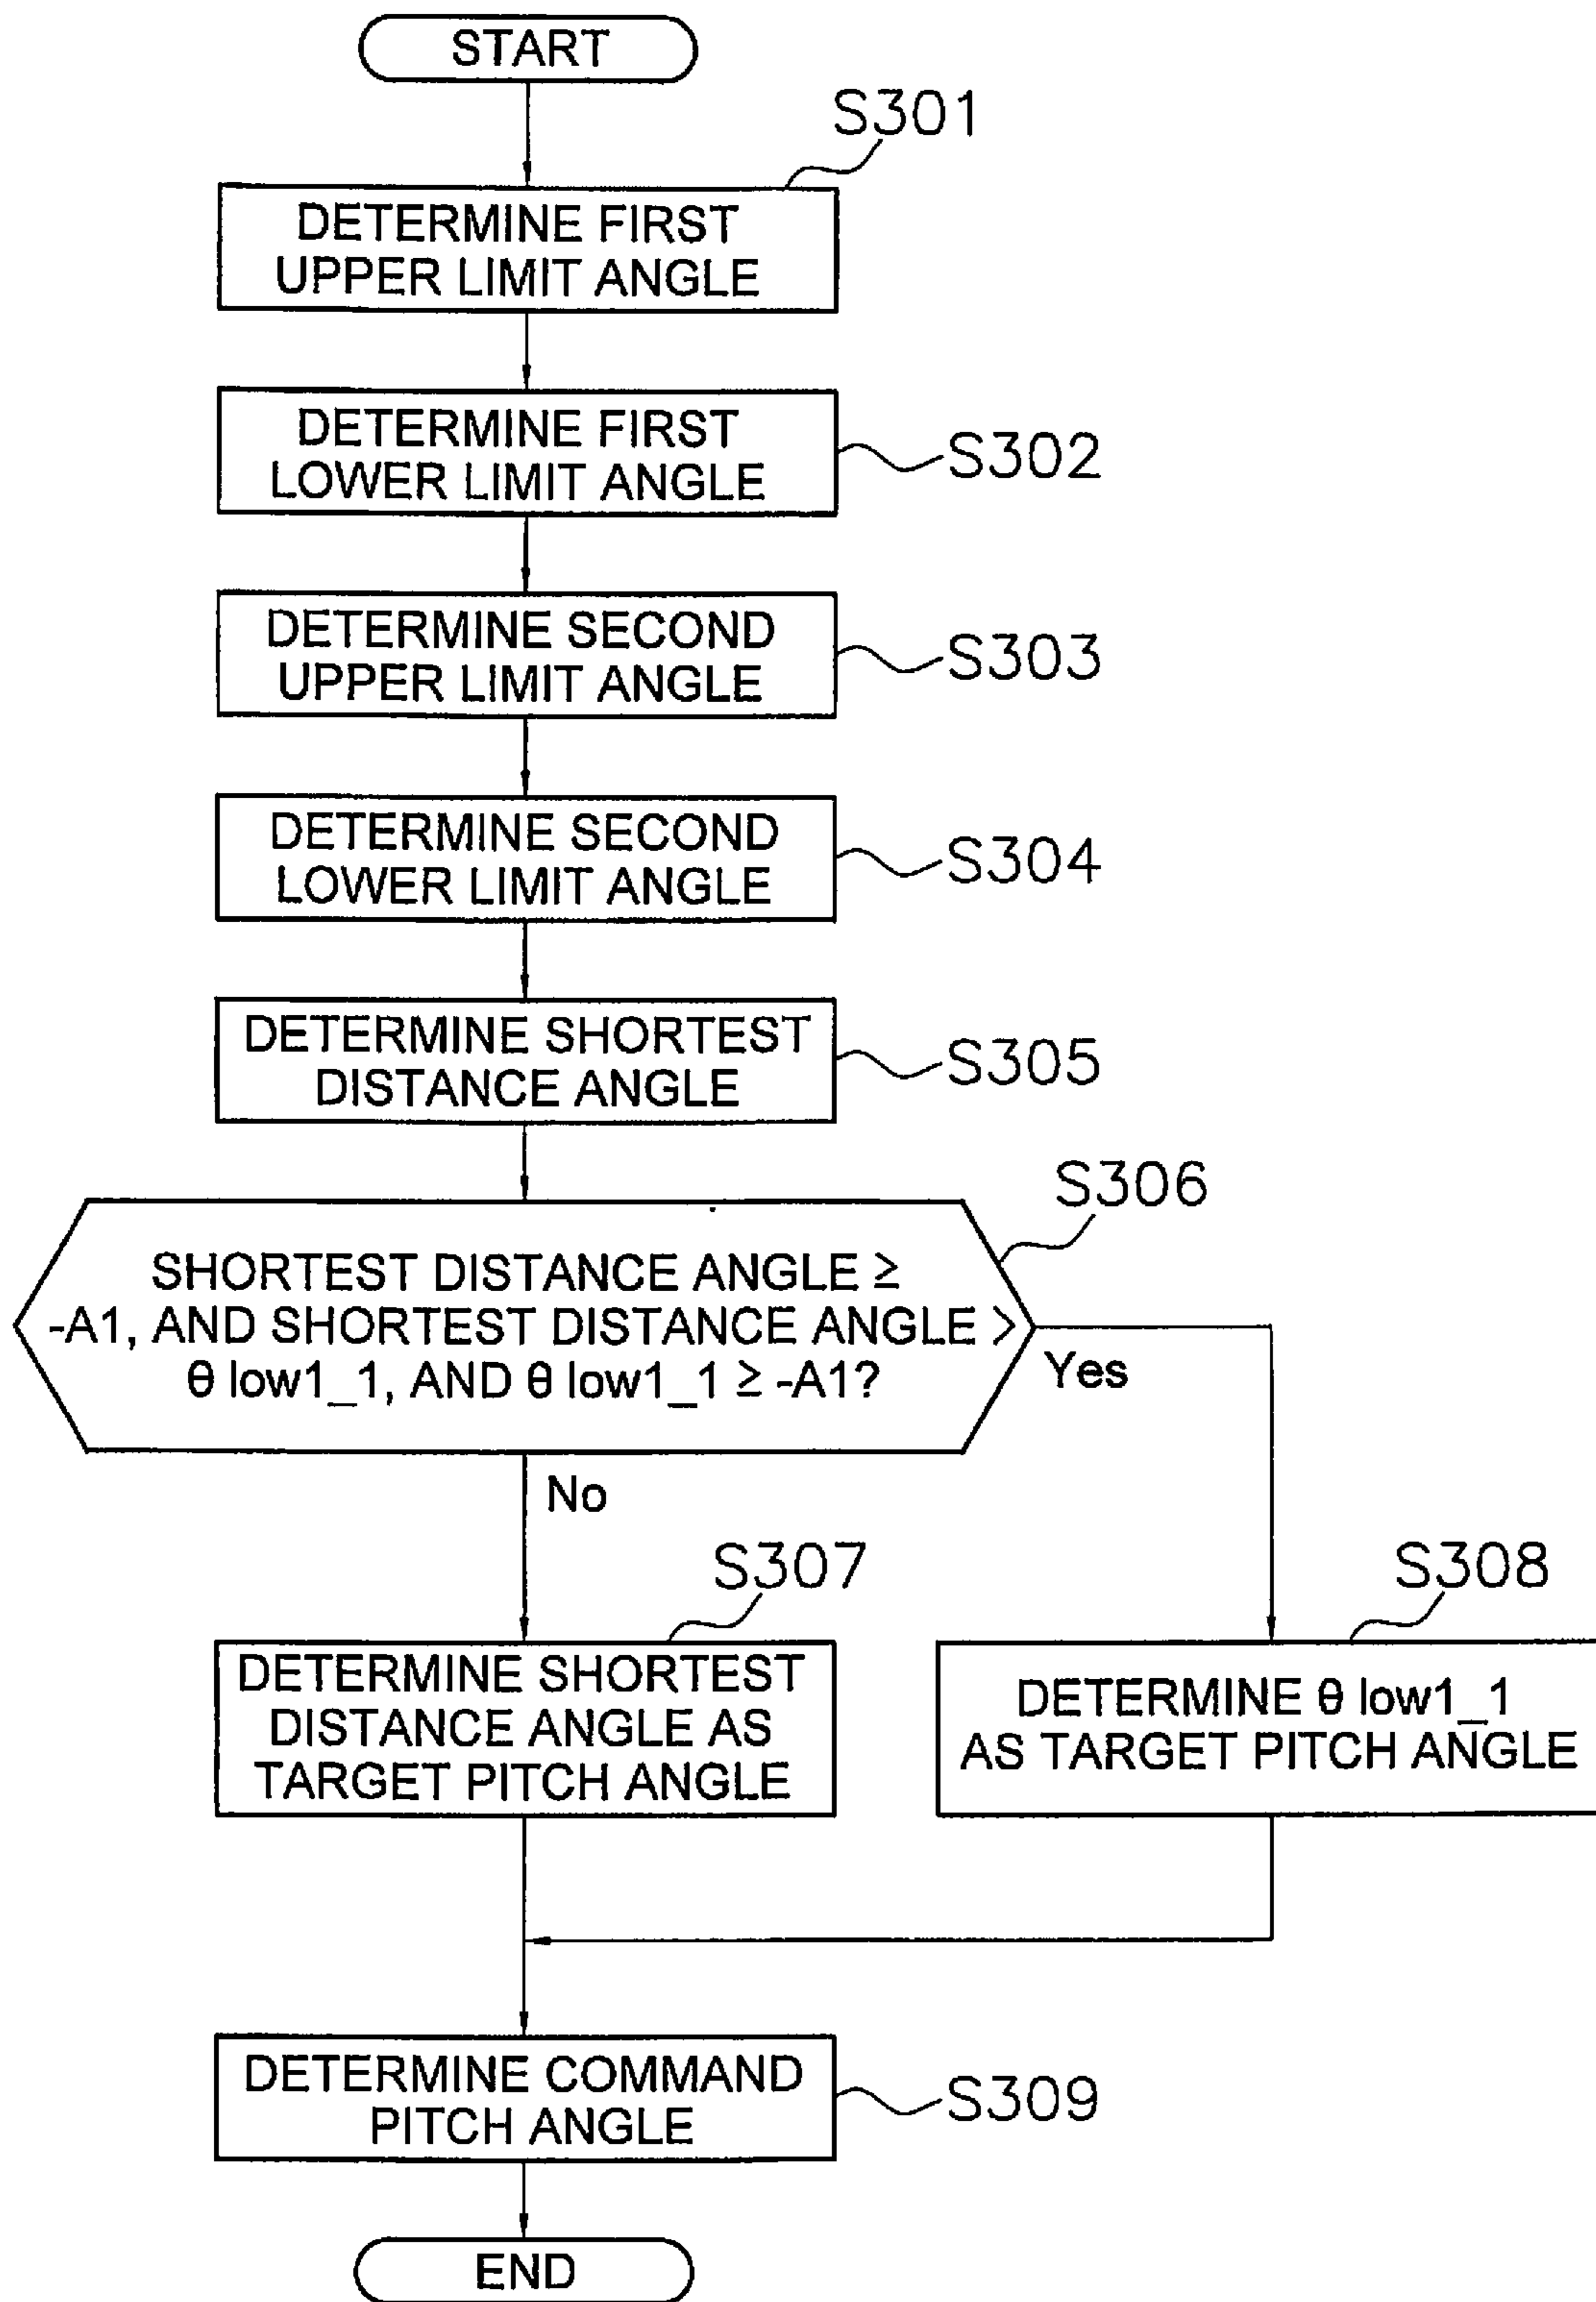 START
S301
DETERMINE FIRST
UPPER LIMIT ANGLE
DETERMINE FIRST
LOWER LIMIT ANGLE
S302
DETERMINE SECOND
UPPER LIMIT ANGLE
S303
DETERMINE SECOND
LOWER LIMIT ANGLE
S304
DETERMINE SHORTEST
DISTANCE ANGLE
S305
S306
SHORTEST DISTANCE ANGLE ≥
-A1, AND SHORTEST DISTANCE ANGLE >
θ low1_1, AND θ low1_1 ≥ -A1?
Yes
No
S307
S308
DETERMINE SHORTEST
DISTANCE ANGLE AS
TARGET PITCH ANGLE
DETERMINE θ low1_1
AS TARGET PITCH ANGLE
DETERMINE COMMAND
PITCH ANGLE
S309
END